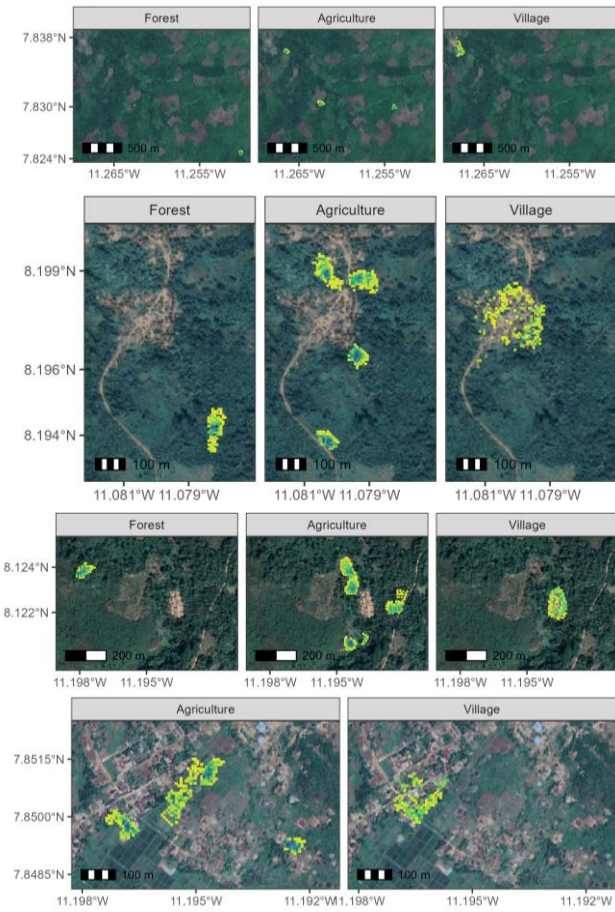 Forest Agriculture Village
7.838°N
7.830°N
7.824°N
500 m 500 m 500 m
11.265°W 11.255°W 11.265°W 11.255°W 11.265°W 11.255°W
Forest Agriculture Village
8.199°N
8.196°N
8.194°N
100 m 100 m 100 m
11.081°W 11.079°W 11.081°W 11.079°W 11.081°W 11.079°W
Forest Agriculture Village
8.124°N
8.122°N
200 m 200 m 200 m
11.198°W 11.195°W 11.198°W 11.195°W 11.198°W 11.195°W
Agriculture Village
7.8515°N
7.8500°N
7.8485°N
100 m 100 m
11.198°W 11.195°W 11.192°W 11.198°W 11.195°W 11.192°W